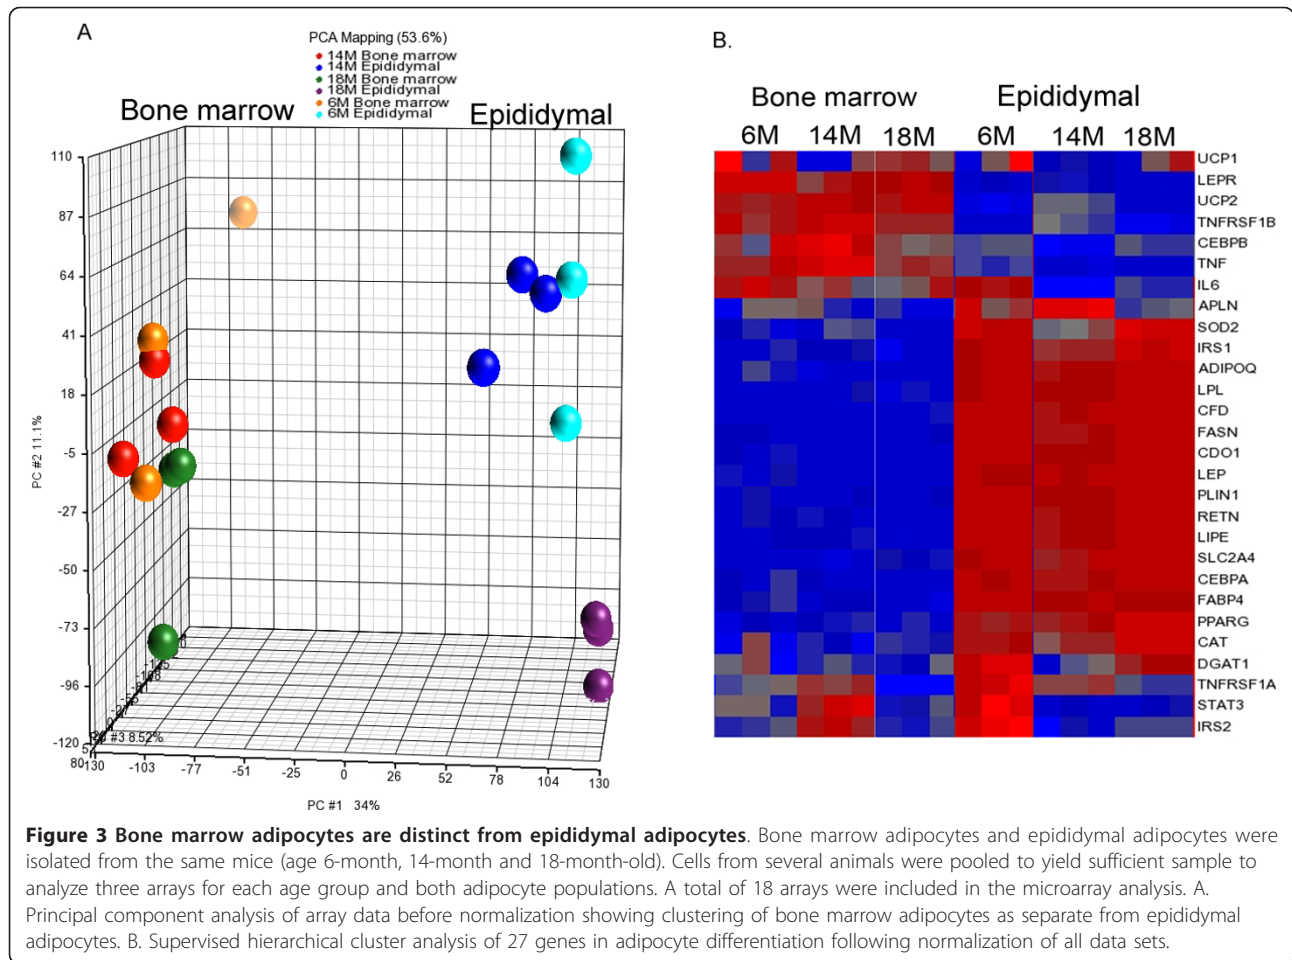 A
PCA Mapping (53.6%)
14M Bone marrow
14M Epididymal
18M Bone marrow
18M Epididymal
6M Bone marrow
6M Epididymal
Bone marrow
Epididymal
110
87
64
41
18
-5
-27
-50
-73
-96
-120
PC #2 11.1%
#3 8.52%
-103
-77
-51
-25
0
26
52
78
104
130
PC #1 34%
B.
Bone marrow
Epididymal
6M 14M 18M 6M 14M 18M
UCP1
LEPR
UCP2
TNFRSF1B
CEBPB
TNF
IL6
APLN
SOD2
IRS1
ADIPOQ
LPL
CFD
FASN
CDO1
LEP
PLIN1
RETN
LIPE
SLC2A4
CEBPA
FABP4
PPARG
CAT
DGAT1
TNFRSF1A
STAT3
IRS2
Figure 3 Bone marrow adipocytes are distinct from epididymal adipocytes. Bone marrow adipocytes and epididymal adipocytes were
isolated from the same mice (age 6-month, 14-month and 18-month-old). Cells from several animals were pooled to yield sufficient sample to
analyze three arrays for each age group and both adipocyte populations. A total of 18 arrays were included in the microarray analysis. A.
Principal component analysis of array data before normalization showing clustering of bone marrow adipocytes as separate from epididymal
adipocytes. B. Supervised hierarchical cluster analysis of 27 genes in adipocyte differentiation following normalization of all data sets.